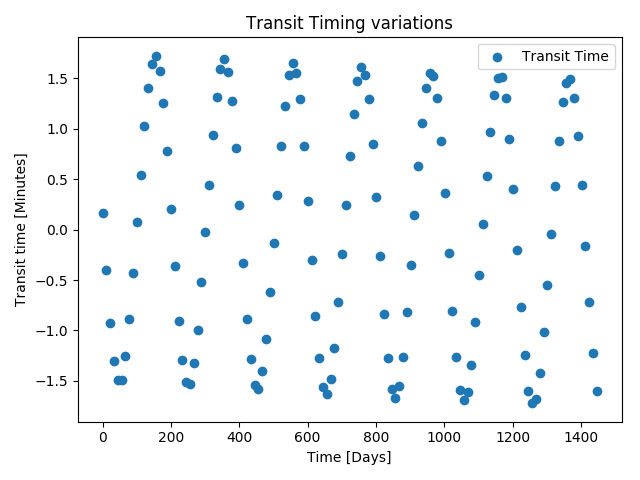 Transit Timing variations
Transit Time
Transit time [Minutes]
1.5
1.0
0.5
0.0
−0.5
−1.0
−1.5
0 200 400 600 800 1000 1200 1400
Time [Days]